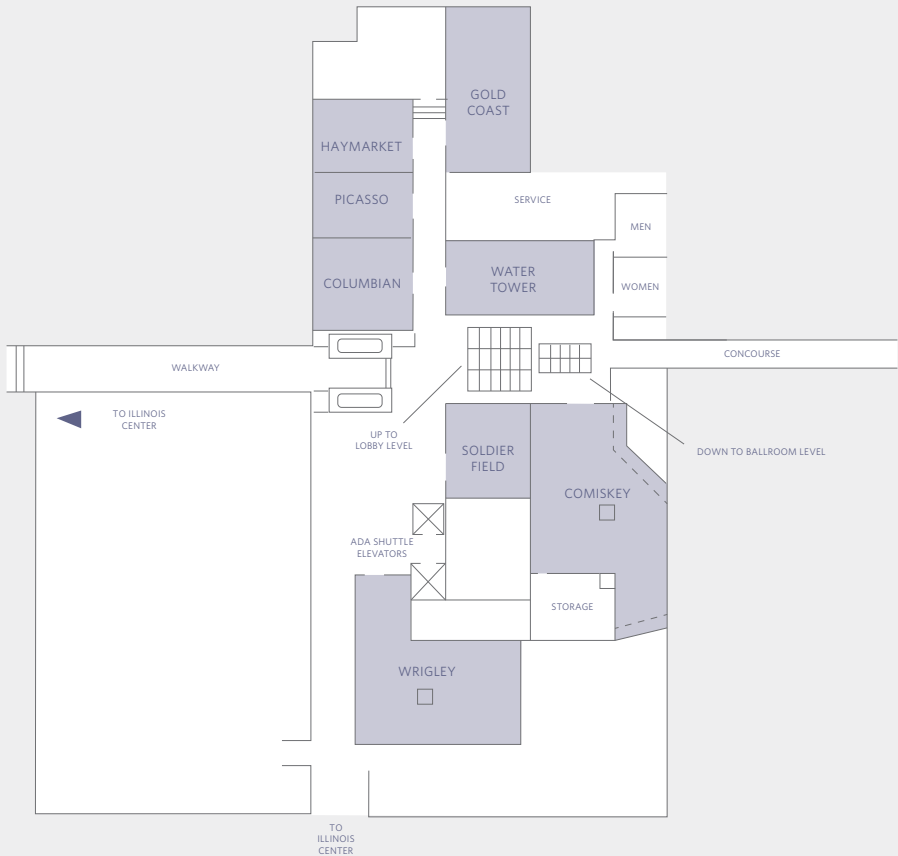 GOLD
COAST
HAYMARKET
PICASSO
SERVICE
MEN
COLUMBIAN
WATER
TOWER
WOMEN
WALKWAY
CONCOURSE
TO ILLINOIS
CENTER
UP TO
LOBBY LEVEL
SOLDIER
FIELD
DOWN TO BALLROOM LEVEL
COMISKEY
ADA SHUTTLE
ELEVATORS
STORAGE
WRIGLEY
TO
ILLINOIS
CENTER